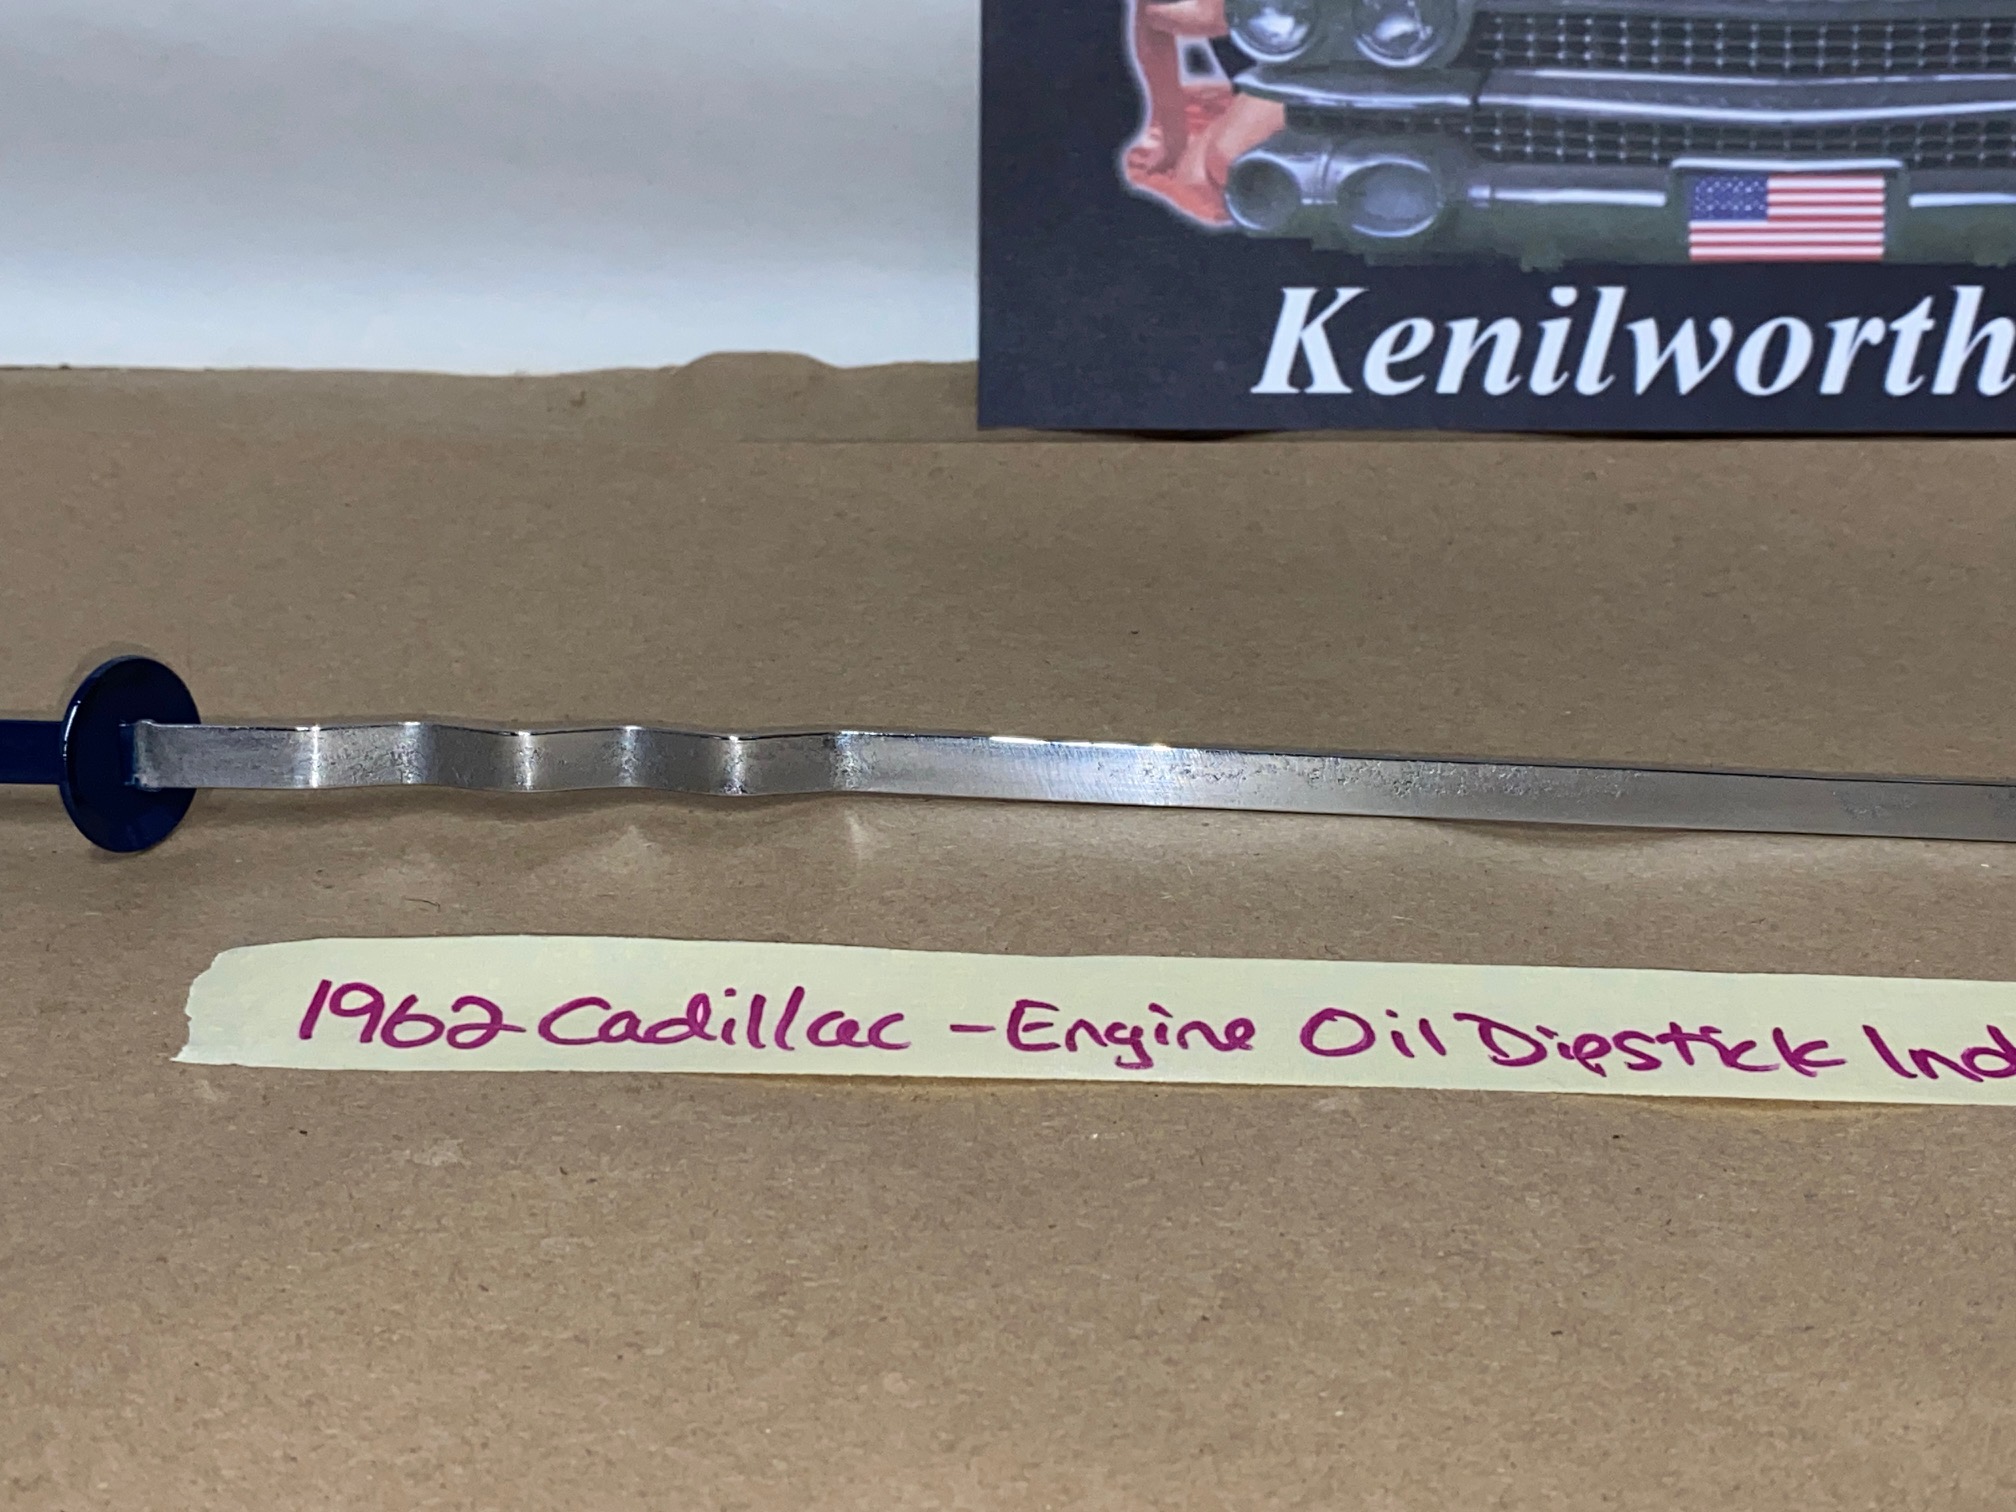 Kenilworth
1962 Cadillac - Engine Oil Dipstick Ind